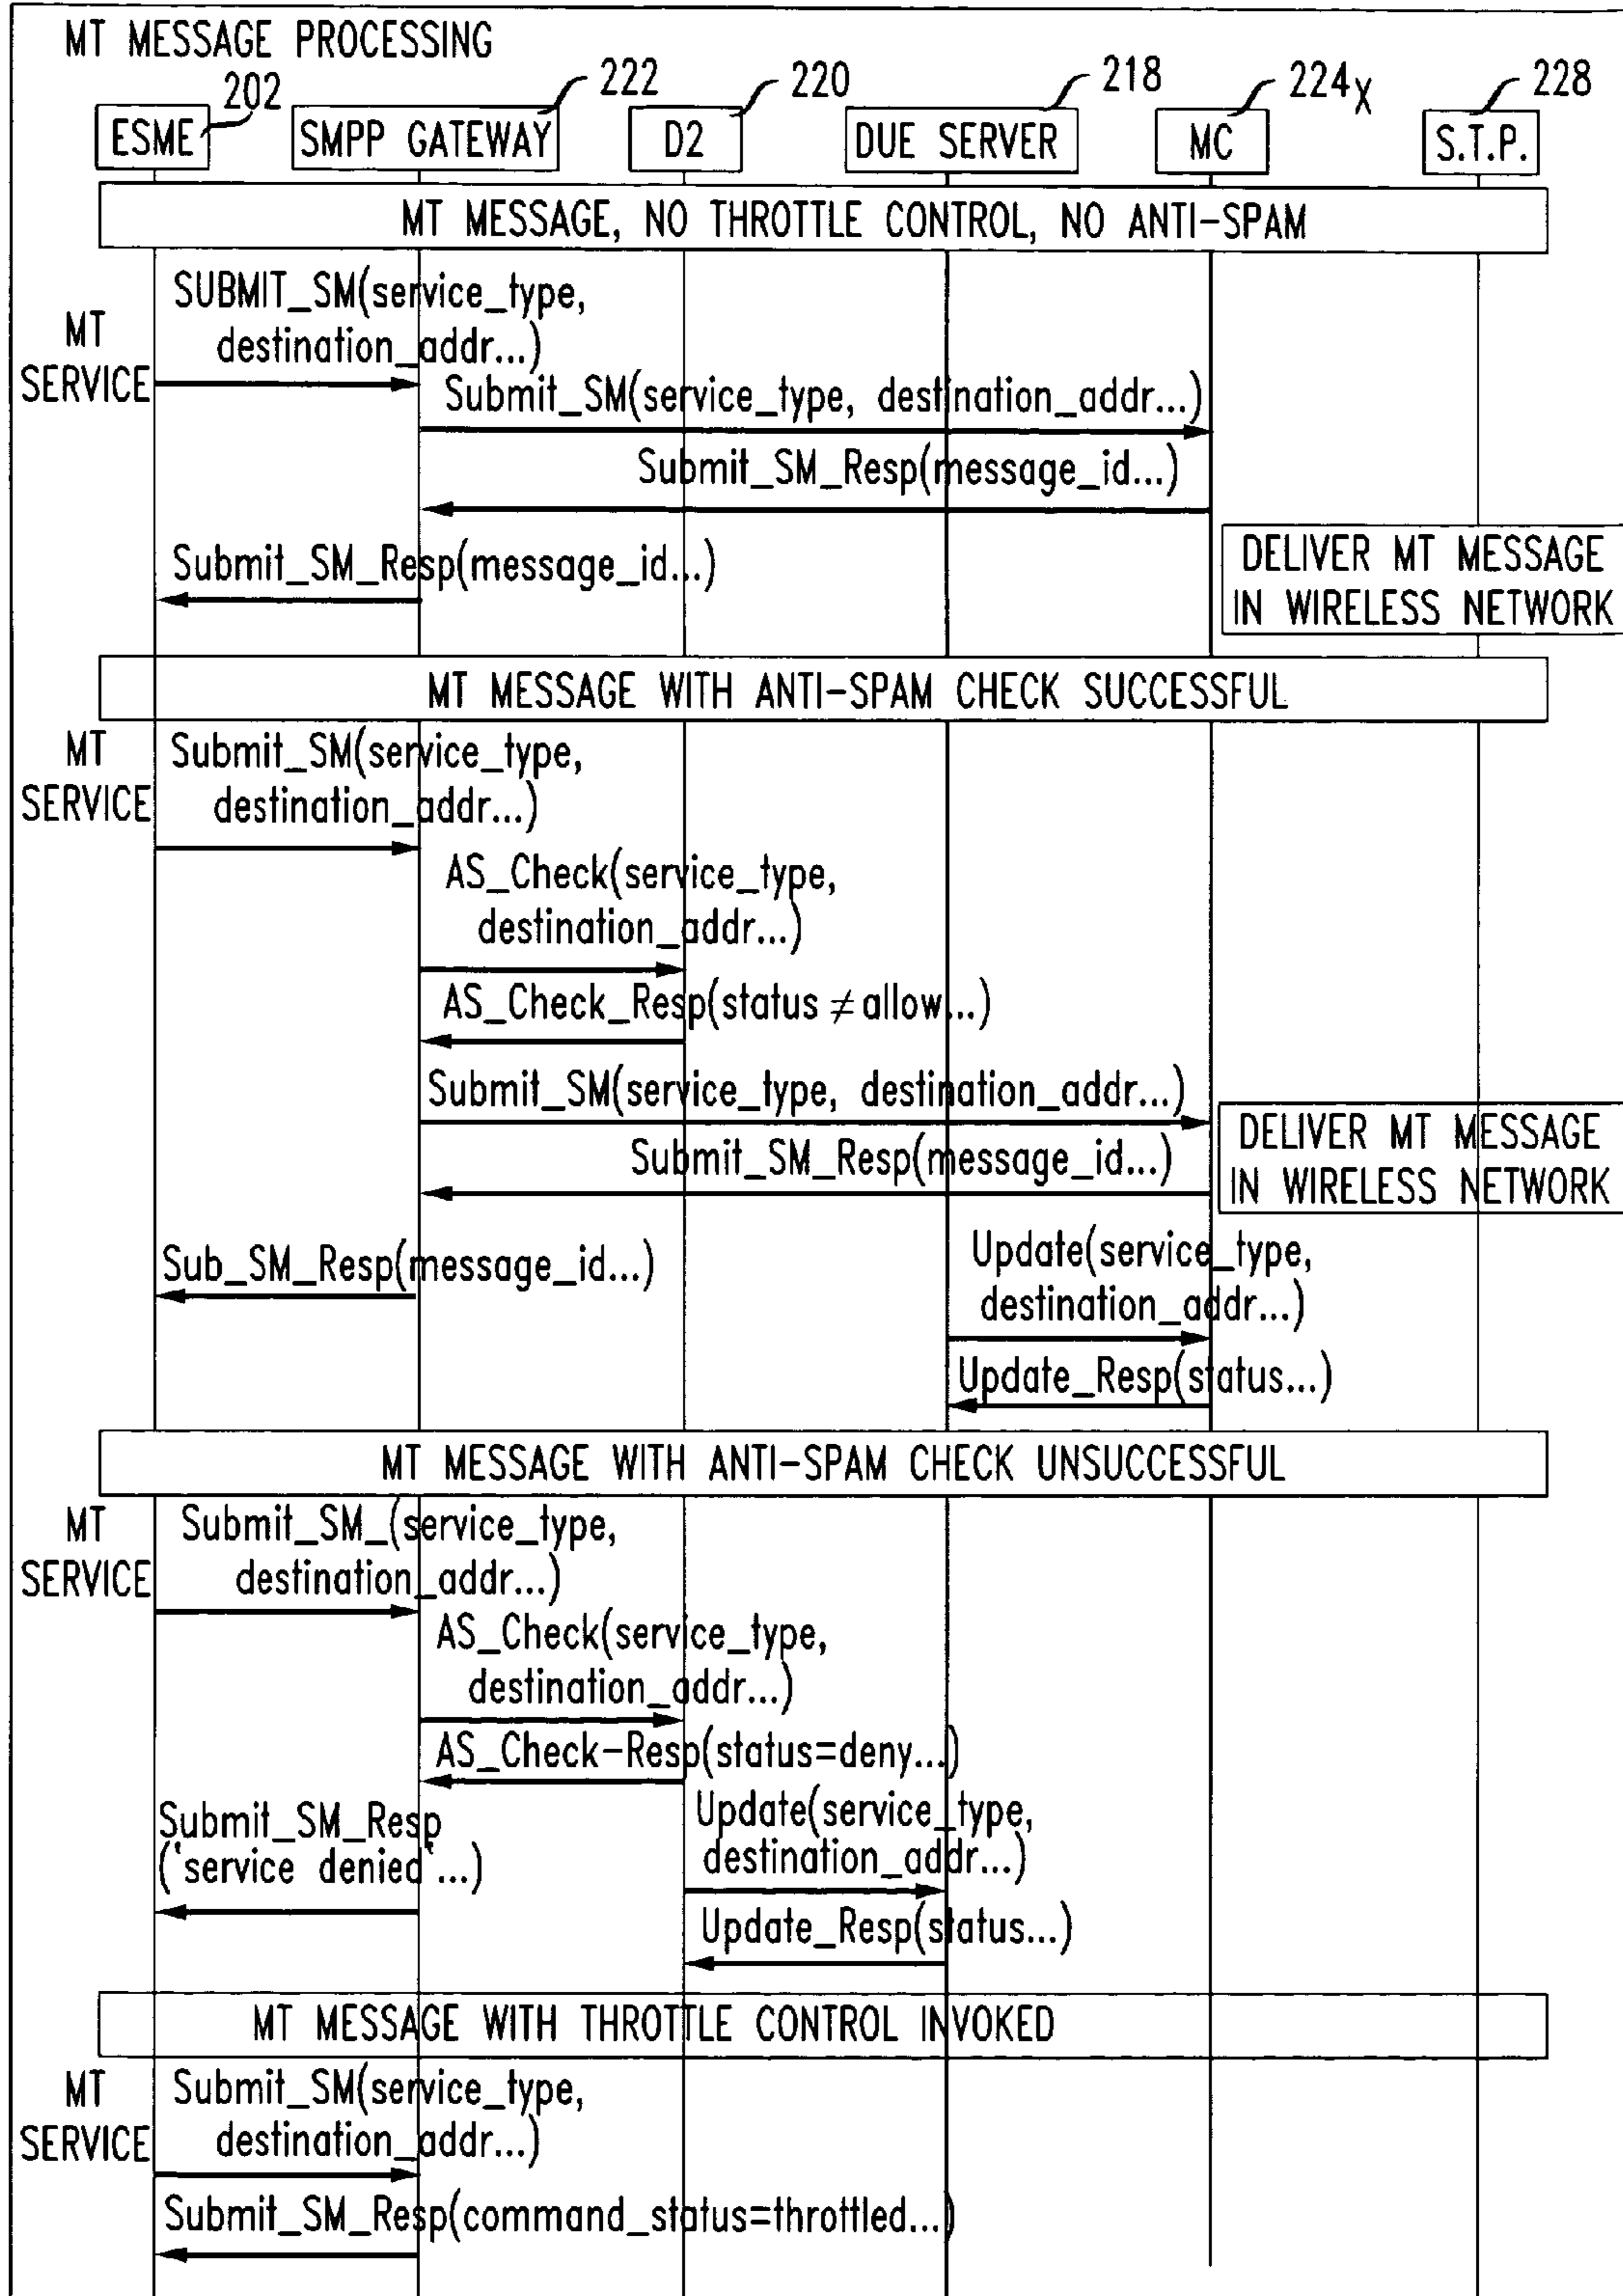 MT MESSAGE PROCESSING
202 222 220 218 224X 228
ESME SMPP GATEWAY D2 DUE SERVER MC S.T.P.
MT MESSAGE, NO THROTTLE CONTROL, NO ANTI-SPAM
MT
SERVICE
SUBMIT_SM(service_type,
destination_addr...)
Submit_SM(service_type, destination_addr...)
Submit_SM_Resp(message_id...)
Submit_SM_Resp(message_id...)
DELIVER MT MESSAGE
IN WIRELESS NETWORK
MT MESSAGE WITH ANTI-SPAM CHECK SUCCESSFUL
MT
SERVICE
Submit_SM(service_type,
destination_addr...)
AS_Check(service_type,
destination_addr...)
AS_Check_Resp(status ≠ allow...)
Submit_SM(service_type, destination_addr...)
DELIVER MT MESSAGE
IN WIRELESS NETWORK
Submit_SM_Resp(message_id...)
Sub_SM_Resp(message_id...)
Update(service_type,
destination_addr...)
Update_Resp(status...)
MT MESSAGE WITH ANTI-SPAM CHECK UNSUCCESSFUL
MT
SERVICE
Submit_SM_(service_type,
destination_addr...)
AS_Check(service_type,
destination_addr...)
AS_Check-Resp(status=deny...)
Submit_SM_Resp
('service denied'...)
Update(service_type,
destination_addr...)
Update_Resp(status...)
MT MESSAGE WITH THROTTLE CONTROL INVOKED
MT
SERVICE
Submit_SM(service_type,
destination_addr...)
Submit_SM_Resp(command_status=throttled...)